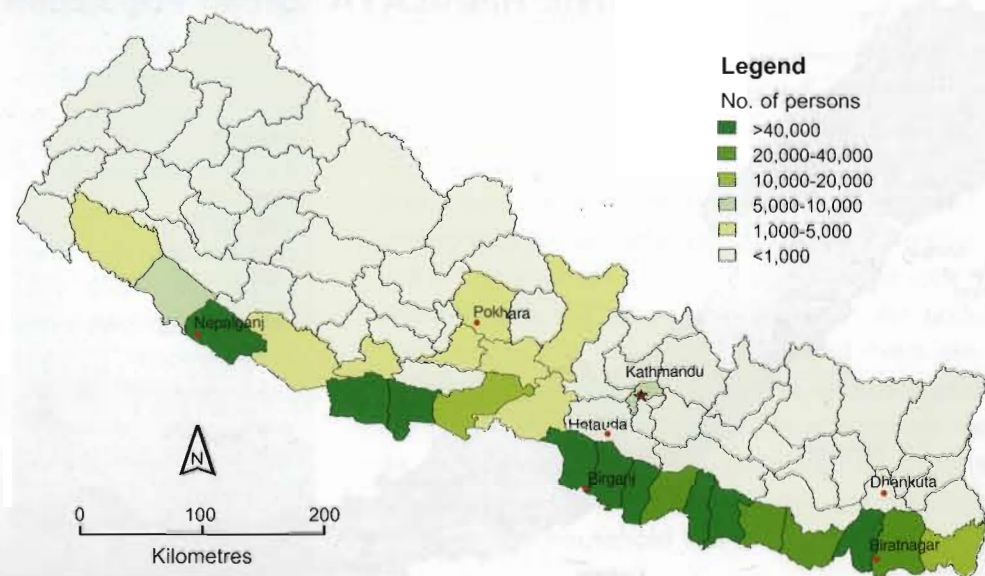 Legend
No. of persons
>40,000
20,000-40,000
10,000-20,000
5,000-10,000
1,000-5,000
<1,000
Nepalganj
Pokhara
Kathmandu
Hetauda
Birganj
Dhankuta
Biratnagar
N
0 100 200
Kilometres